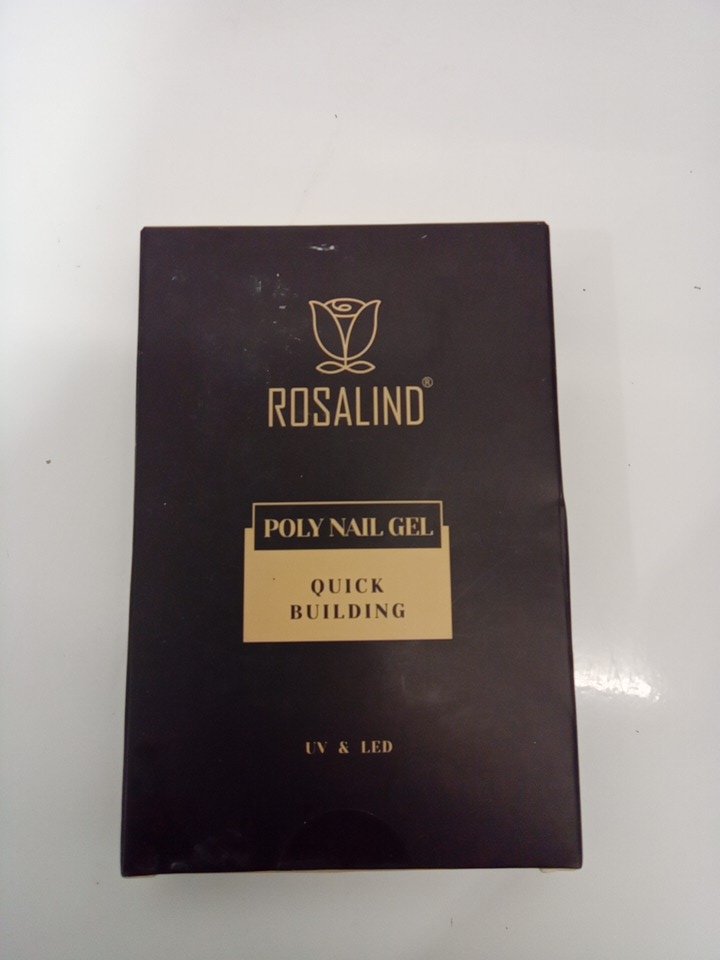 ROSALIND®
POLY NAIL GEL
QUICK
BUILDING
UV & LED